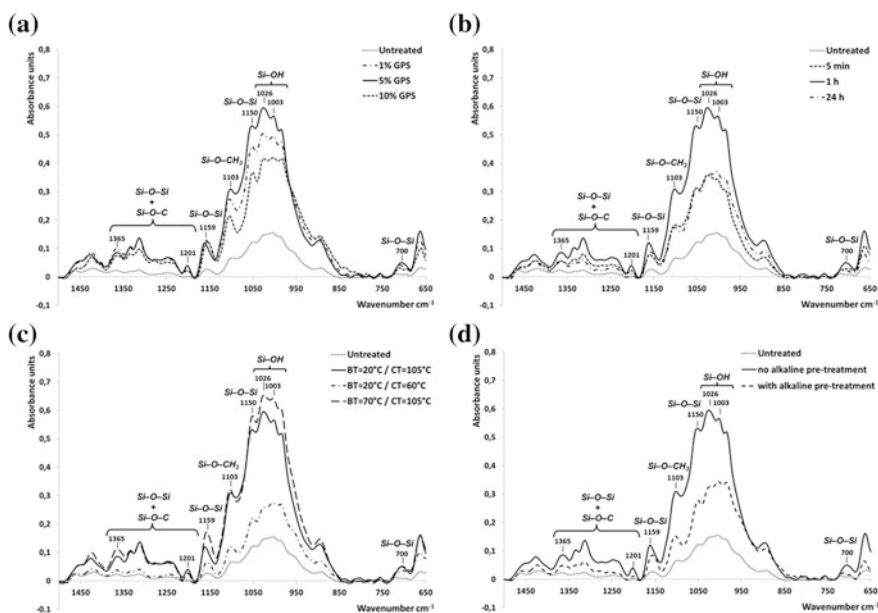 (a)
Absorbance units
0,8
0,7
0,6
0,5
0,4
0,3
0,2
0,1
0
-0,1
Untreated
1% GPS
5% GPS
10% GPS
Si–OH
1026
1003
Si–O–Si
1150
Si–O–CH3
1103
Si–O–Si
+
Si–O–C
Si–O–Si
1159
1365
1201
Si–O–Si
700
1450 1350 1250 1150 1050 950 850 750 650
Wavenumber cm-1
(b)
Absorbance units
0,8
0,7
0,6
0,5
0,4
0,3
0,2
0,1
0
-0,1
Untreated
5 min
1 h
24 h
Si–OH
1026
1003
Si–O–Si
1150
Si–O–CH3
1103
Si–O–Si
+
Si–O–C
Si–O–Si
1159
1365
1201
Si–O–Si
700
1450 1350 1250 1150 1050 950 850 750 650
Wavenumber cm-1
(c)
Absorbance units
0,8
0,7
0,6
0,5
0,4
0,3
0,2
0,1
0
-0,1
Untreated
BT=20°C / CT=105°C
BT=20°C / CT=60°C
BT=70°C / CT=105°C
Si–OH
1026
1003
Si–O–Si
1150
Si–O–CH3
1103
Si–O–Si
+
Si–O–C
Si–O–Si
1159
1365
1201
Si–O–Si
700
1450 1350 1250 1150 1050 950 850 750 650
Wavenumber cm-1
(d)
Absorbance units
0,8
0,7
0,6
0,5
0,4
0,3
0,2
0,1
0
-0,1
Untreated
no alkaline pre-treatment
with alkaline pre-treatment
Si–OH
1026
1003
Si–O–Si
1150
Si–O–CH3
1103
Si–O–Si
+
Si–O–C
Si–O–Si
1159
1365
1201
Si–O–Si
700
1450 1350 1250 1150 1050 950 850 750 650
Wavenumber cm-1